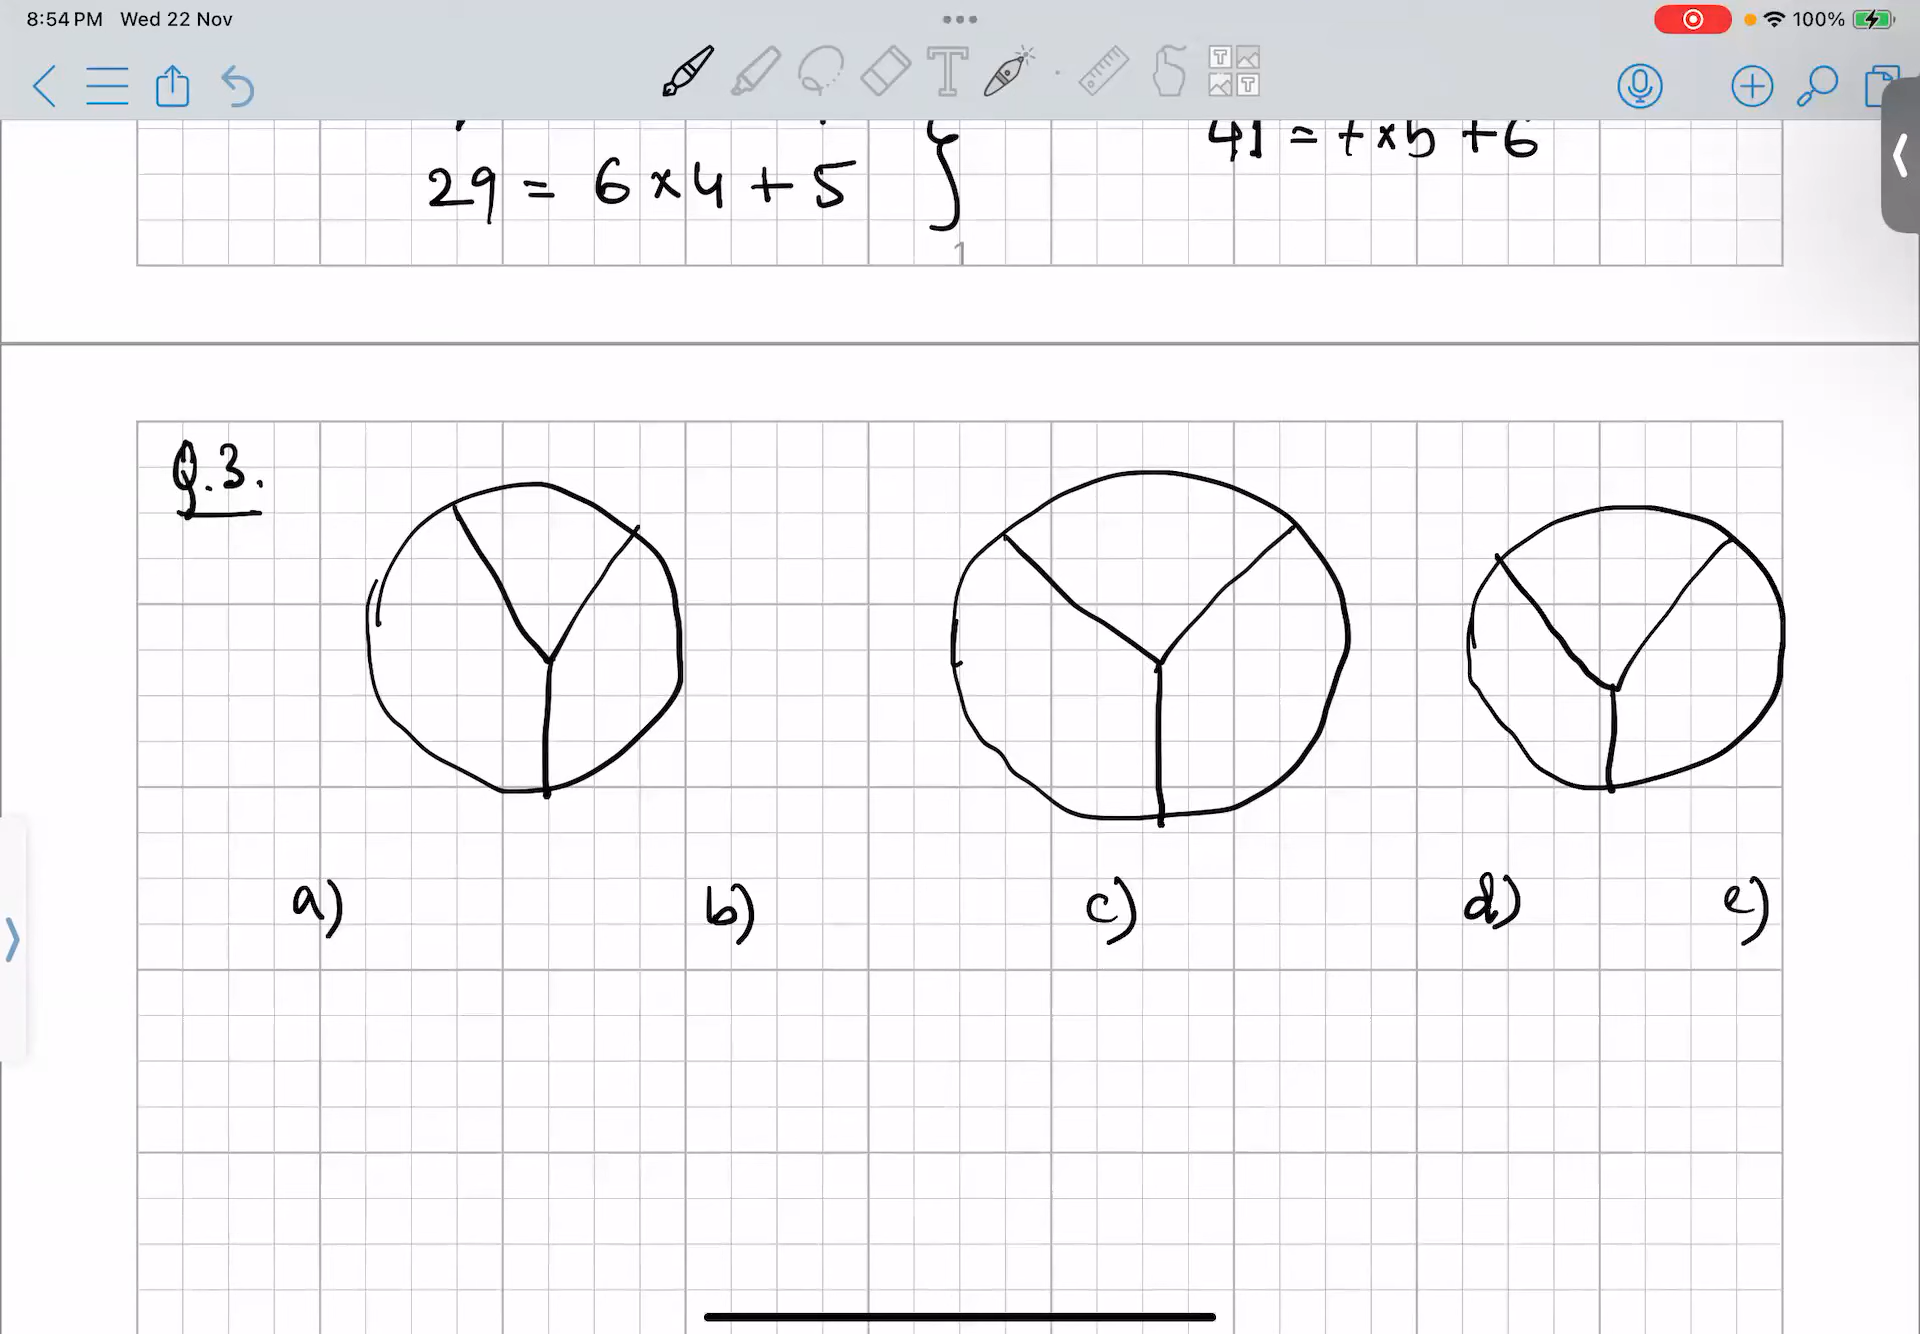 8:54 PM Wed 22 Nov
100%
29 = 6 x 4 + 5
1
Q.3.
a) b) c) d) e)